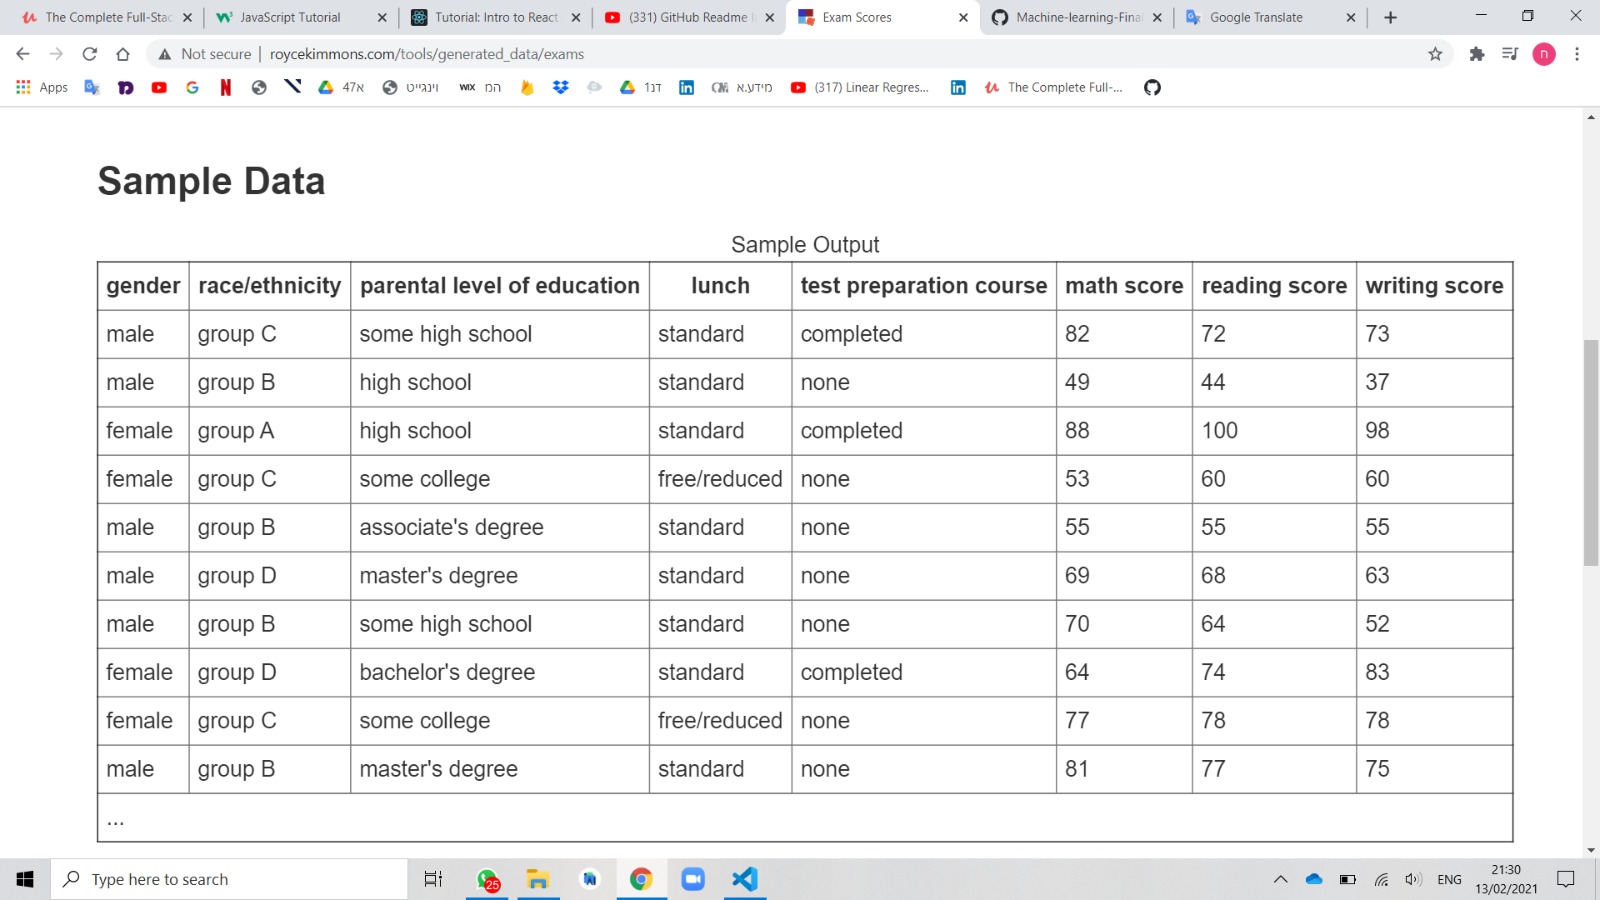 The Complete Full-Stac
JavaScript Tutorial
Tutorial: Intro to React
(331) GitHub Readme
Exam Scores
Machine-learning-Fina
Google Translate
Not secure | roycekimmons.com/tools/generated_data/exams
n
Apps
א47
וינגייט
WIX המ
דנ1
מידע.א
(317) Linear Regres...
The Complete Full-...
Sample Data
Sample Output
gender race/ethnicity parental level of education lunch test preparation course math score reading score writing score
male group C some high school standard completed 82 72 73
male group B high school standard none 49 44 37
female group A high school standard completed 88 100 98
female group C some college free/reduced none 53 60 60
male group B associate's degree standard none 55 55 55
male group D master's degree standard none 69 68 63
male group B some high school standard none 70 64 52
female group D bachelor's degree standard completed 64 74 83
female group C some college free/reduced none 77 78 78
male group B master's degree standard none 81 77 75
...
Type here to search
25
ENG
21:30
13/02/2021